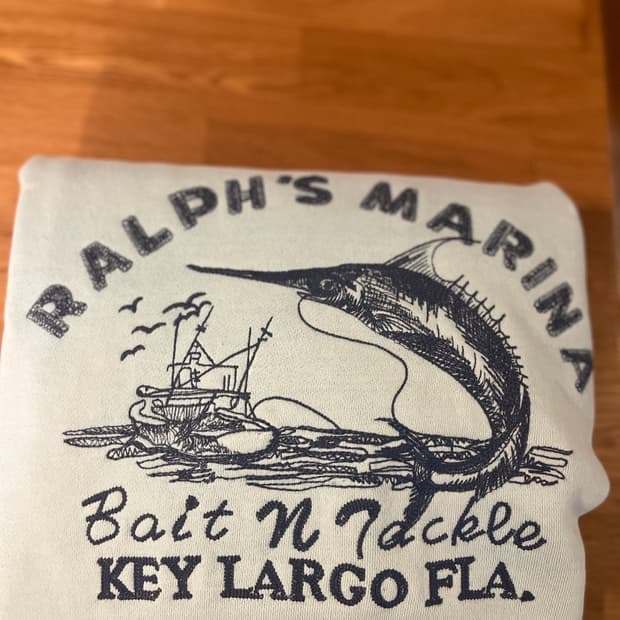 RALPH'S MARINA
Bait N Tackle
KEY LARGO FLA.